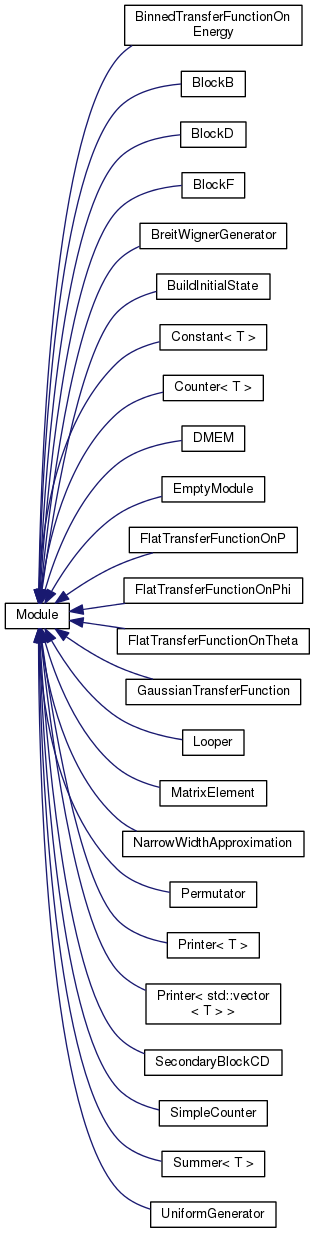 BinnedTransferFunctionOn
Energy
BlockB
BlockD
BlockF
BreitWignerGenerator
BuildInitialState
Constant< T >
Counter< T >
DMEM
EmptyModule
FlatTransferFunctionOnP
FlatTransferFunctionOnPhi
Module
FlatTransferFunctionOnTheta
GaussianTransferFunction
Looper
MatrixElement
NarrowWidthApproximation
Permutator
Printer< T >
Printer< std::vector
< T > >
SecondaryBlockCD
SimpleCounter
Summer< T >
UniformGenerator